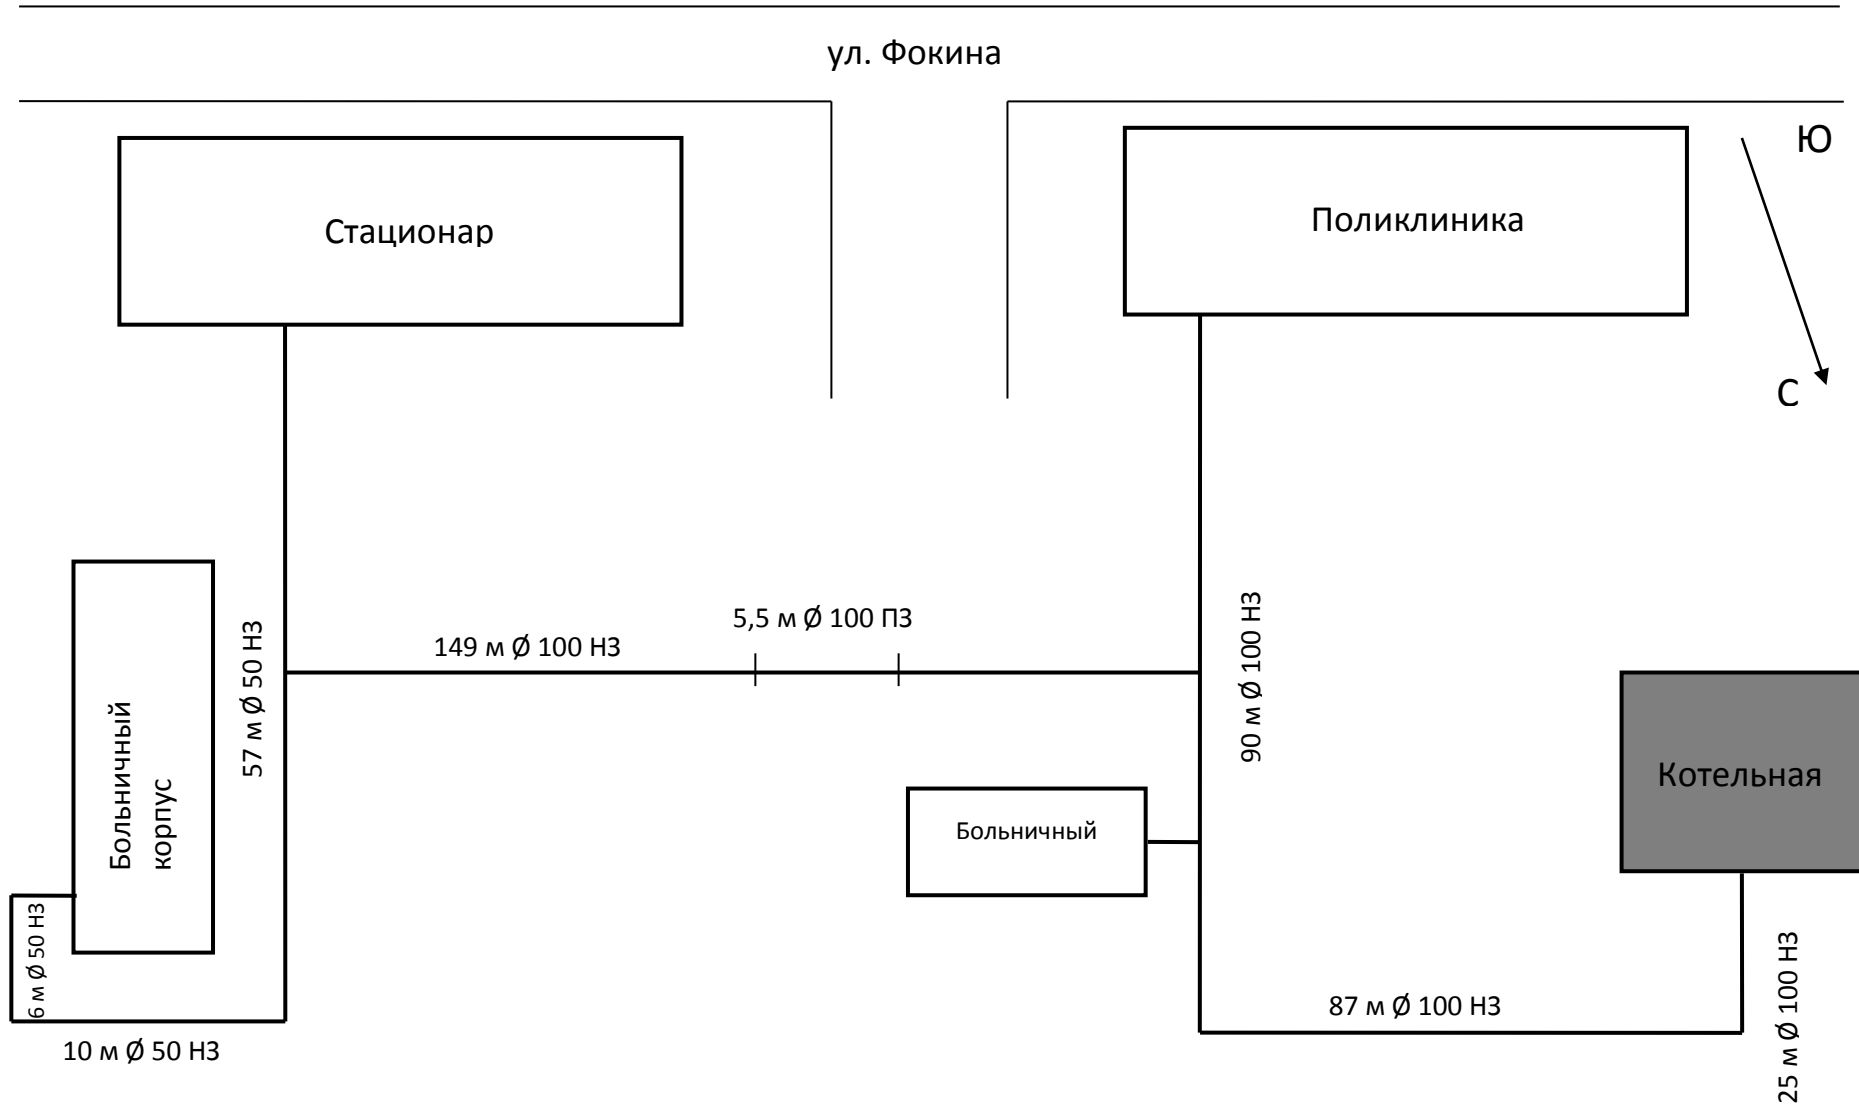 ул. Фокина
Ю
Стационар
Поликлиника
С
5,5 м Ø 100 ПЗ
149 м Ø 100 НЗ
57 м Ø 50 НЗ
90 м Ø 100 НЗ
Больничный
корпус
Котельная
Больничный
6 м Ø 50 НЗ
87 м Ø 100 НЗ
25 м Ø 100 НЗ
10 м Ø 50 НЗ